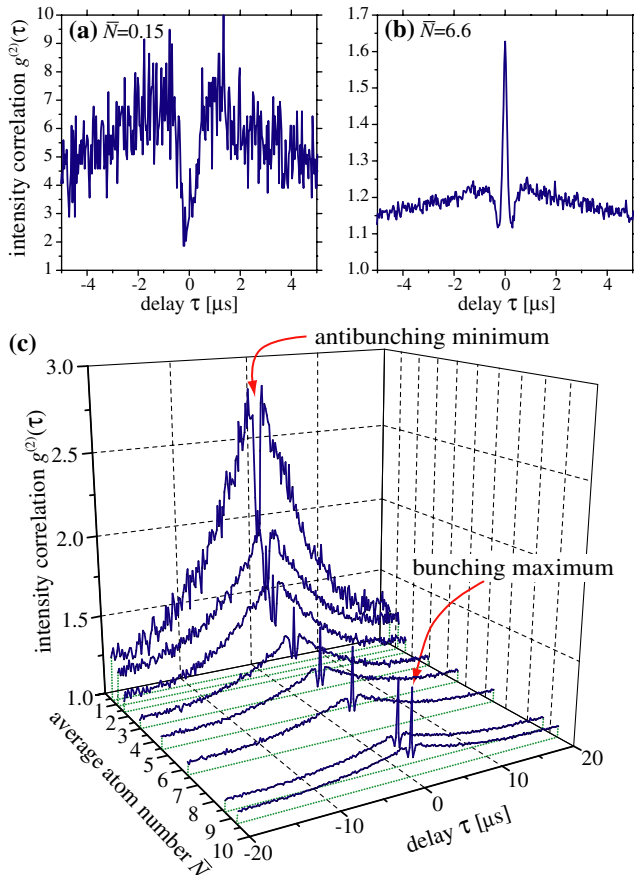 (a) N̄=0.15
10
9
8
7
6
5
4
3
2
1
intensity correlation g⁽²⁾(τ)
-4 -2 0 2 4
delay τ [μs]
(b) N̄=6.6
1.7
1.6
1.5
1.4
1.3
1.2
1.1
1.0
-4 -2 0 2 4
delay τ [μs]
(c)
antibunching minimum
bunching maximum
3.0
2.5
2.0
1.5
1.0
intensity correlation g⁽²⁾(τ)
1
2
3
4
5
6
7
8
9
10
average atom number N̄
-20
-10
0
10
20
delay τ [μs]